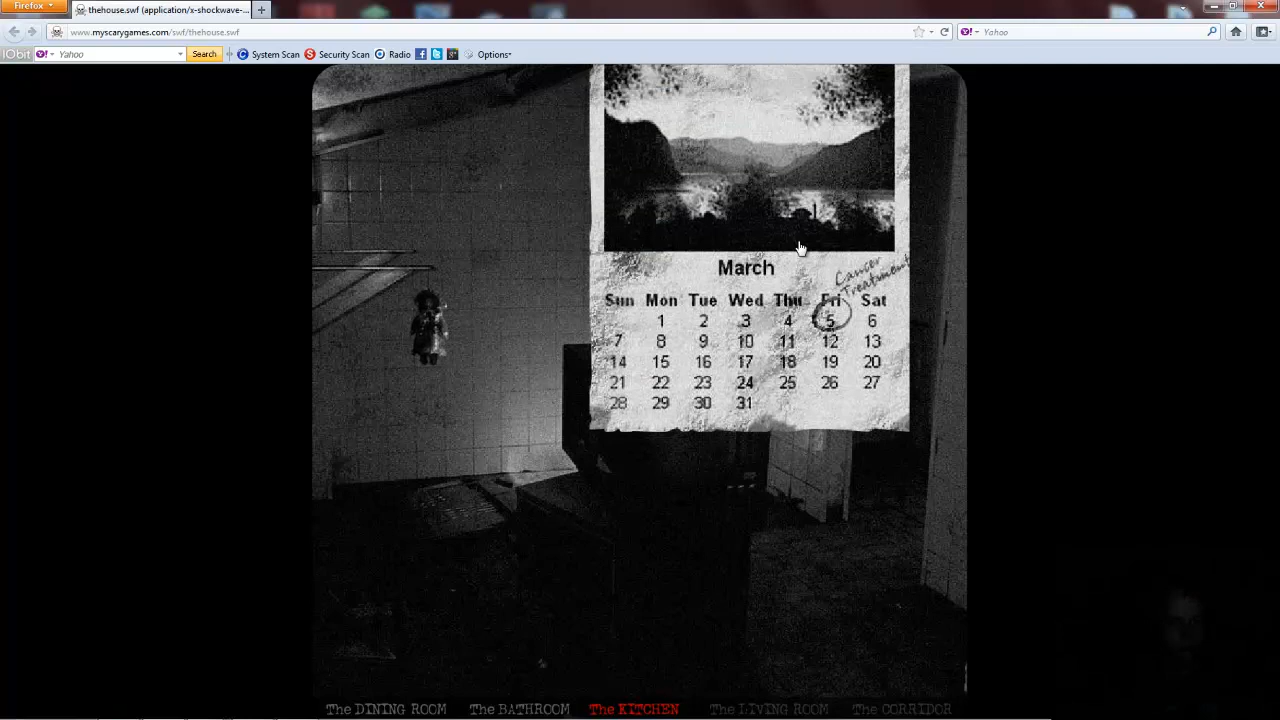 Firefox
thehouse.swf (application/x-shockwave-...
www.myscarygames.com/swf/thehouse.swf
Yahoo
IObit Yahoo Search System Scan Security Scan Radio Options
March
Cancer
Treatment
Sun Mon Tue Wed Thu Fri Sat
1 2 3 4 5 6
7 8 9 10 11 12 13
14 15 16 17 18 19 20
21 22 23 24 25 26 27
28 29 30 31
The DINING ROOM The BATHROOM The KITCHEN The LIVING ROOM The CORRIDOR